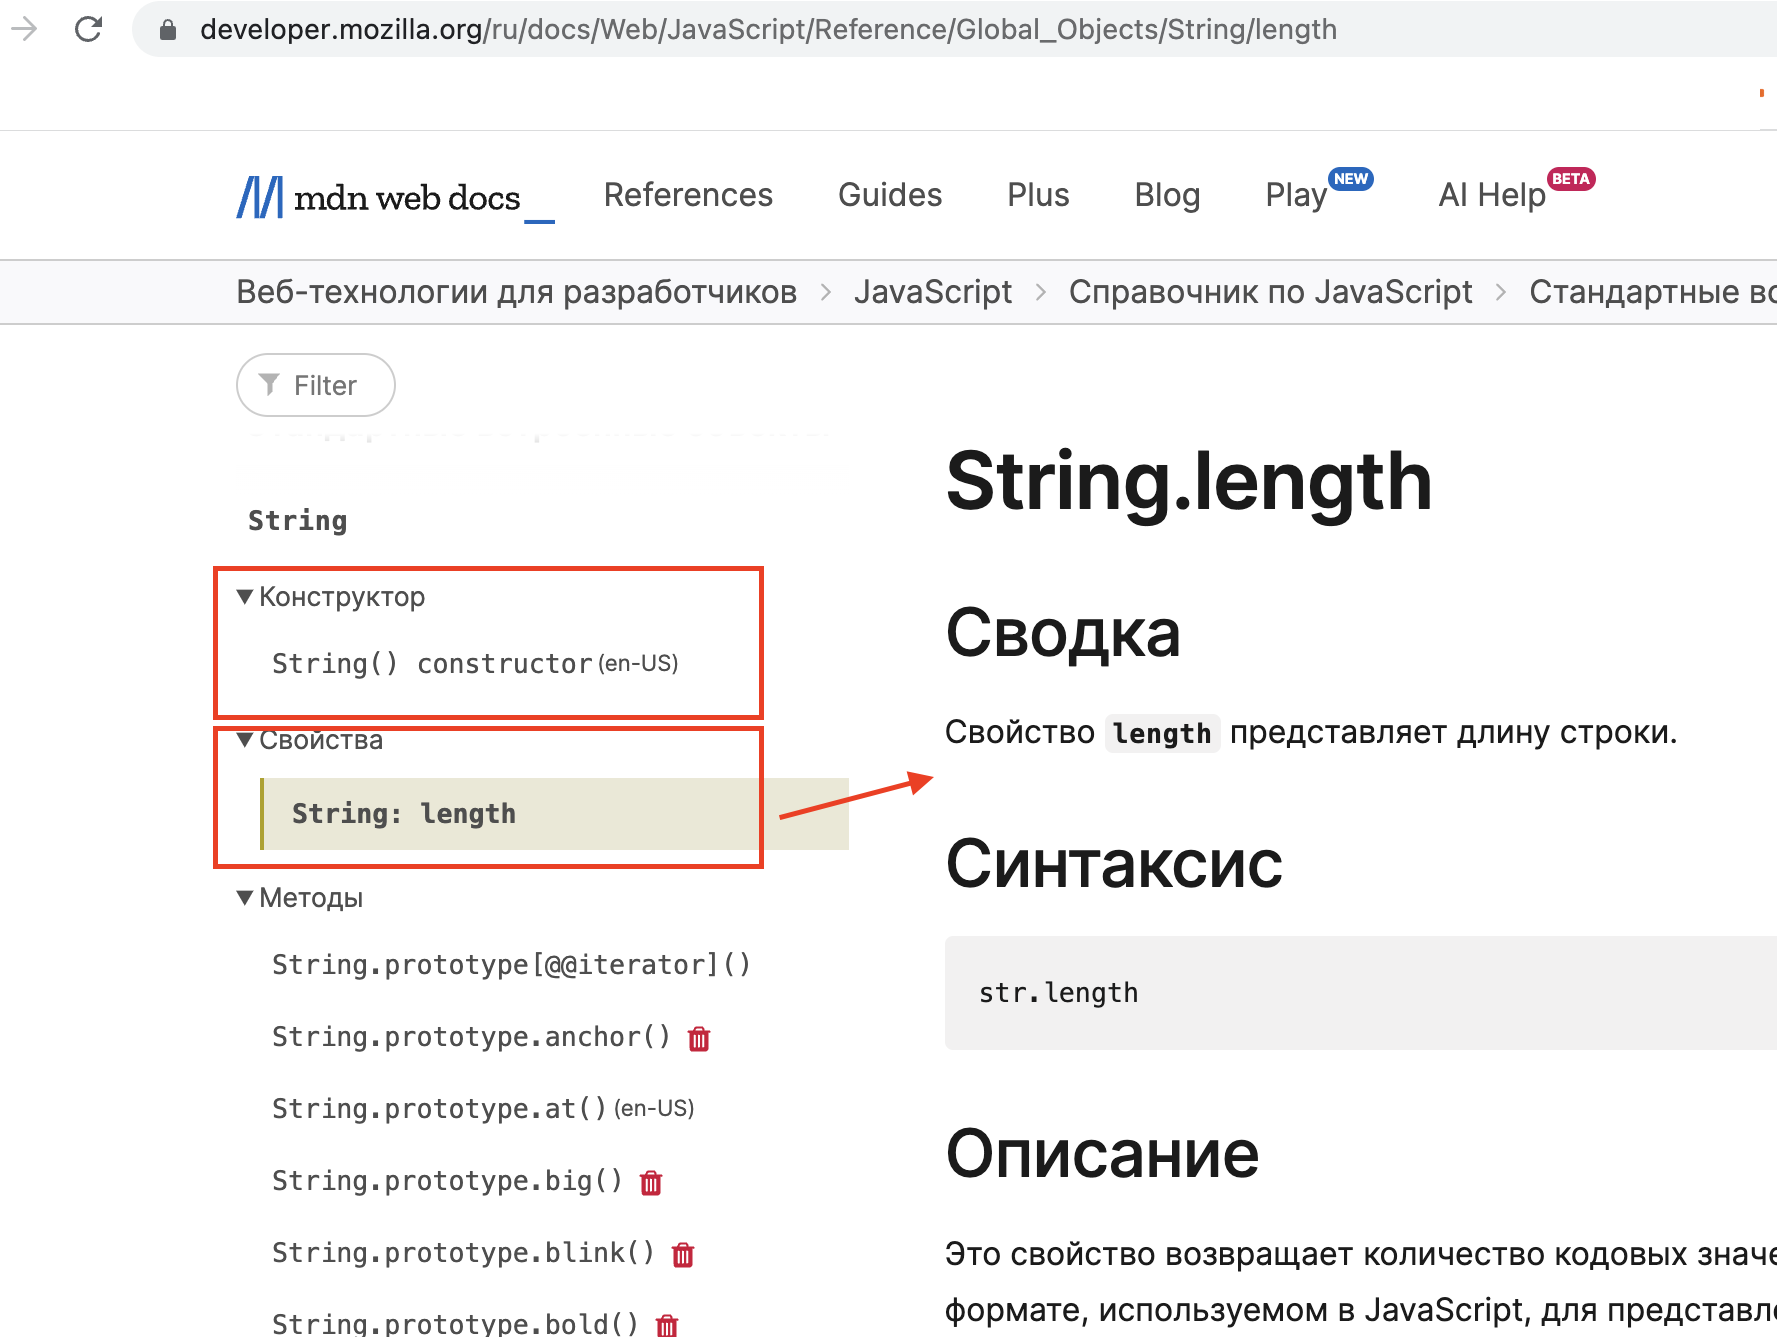 developer.mozilla.org/ru/docs/Web/JavaScript/Reference/Global_Objects/String/length
mdn web docs_ References Guides Plus Blog Play NEW AI Help BETA
Веб-технологии для разработчиков > JavaScript > Справочник по JavaScript > Стандартные вс
Filter
String
Конструктор
String() constructor (en-US)
Свойства
String: length
Методы
String.prototype[@@iterator]()
String.prototype.anchor()
String.prototype.at() (en-US)
String.prototype.big()
String.prototype.blink()
String.prototype.bold()
String.length
Сводка
Свойство length представляет длину строки.
Синтаксис
str.length
Описание
Это свойство возвращает количество кодовых значе
формате, используемом в JavaScript, для представл